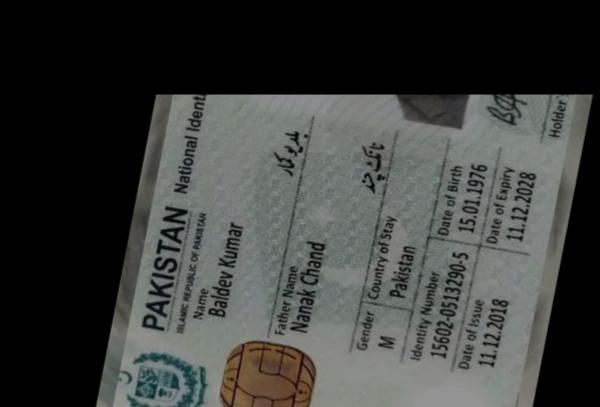 PAKISTAN National Identi
ISLAMIC REPUBLIC OF PAKISTAN
Name
Baldev Kumar
بلدیو کمار
Father Name
Nanak Chand
نانک چند
Gender Country of Stay
M Pakistan
Identity Number Date of Birth
15602-0513290-5 15.01.1976
Date of Issue Date of Expiry
11.12.2018 11.12.2028
Holder